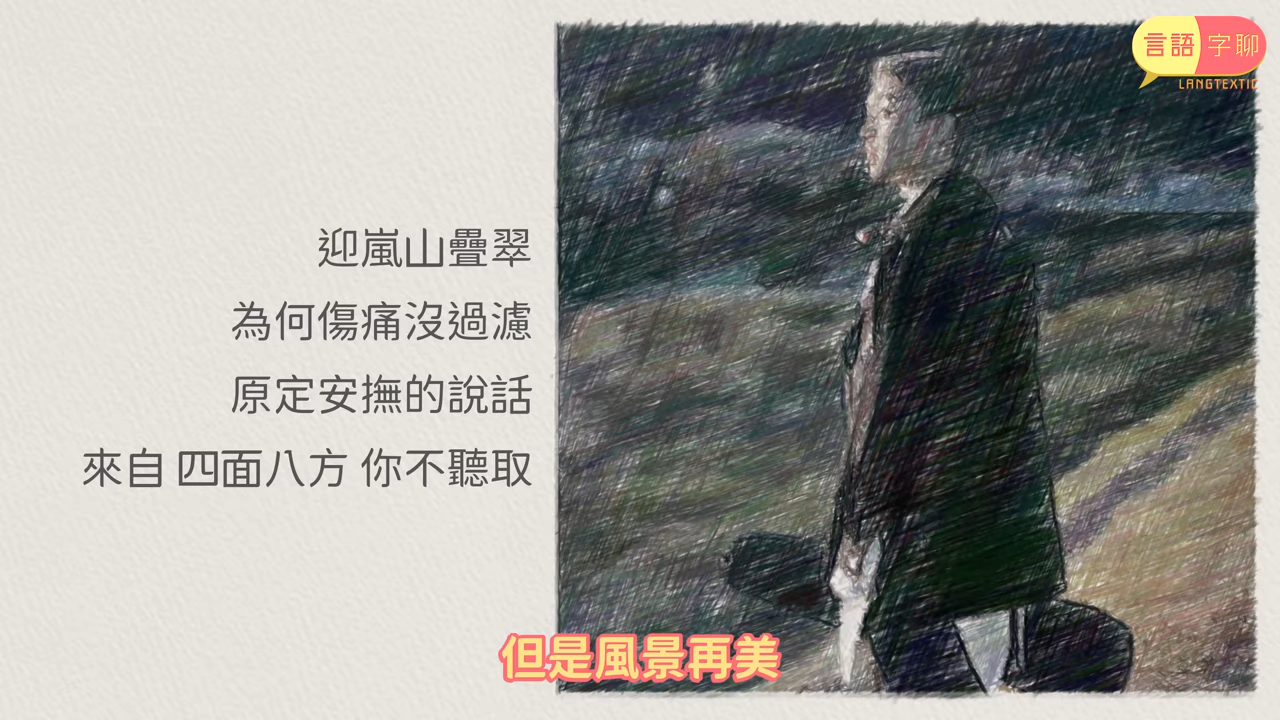 言語字聊
LANGTEXTIC
迎嵐山疊翠
為何傷痛沒過濾
原定安撫的說話
來自 四面八方 你不聽取
但是風景再美